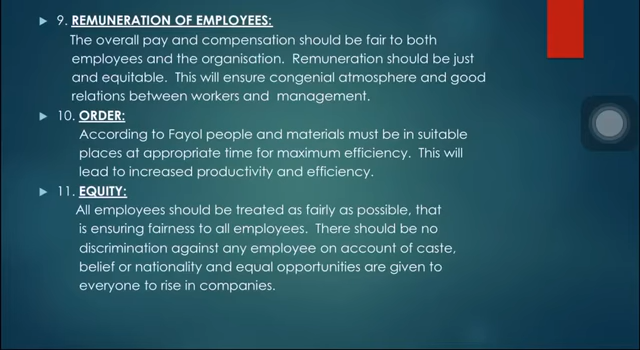 9. REMUNERATION OF EMPLOYEES:
The overall pay and compensation should be fair to both
employees and the organisation. Remuneration should be just
and equitable. This will ensure congenial atmosphere and good
relations between workers and management.
10. ORDER:
According to Fayol people and materials must be in suitable
places at appropriate time for maximum efficiency. This will
lead to increased productivity and efficiency.
11. EQUITY:
All employees should be treated as fairly as possible, that
is ensuring fairness to all employees. There should be no
discrimination against any employee on account of caste,
belief or nationality and equal opportunities are given to
everyone to rise in companies.